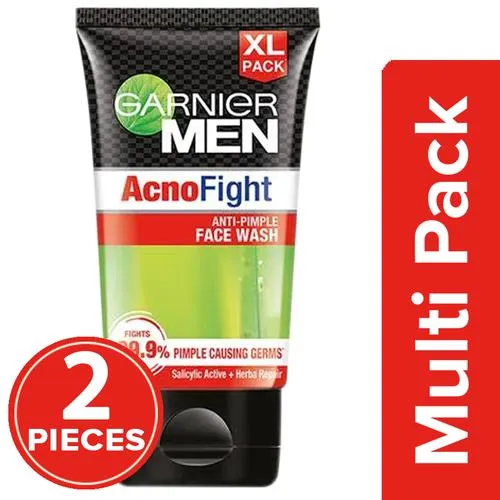 XL
PACK
GARNIER
MEN
AcnoFight
ANTI-PIMPLE
FACE WASH
FIGHTS
99.9% PIMPLE CAUSING GERMS*
Salicylic Active + Herba Repair
2
PIECES
Multi Pack